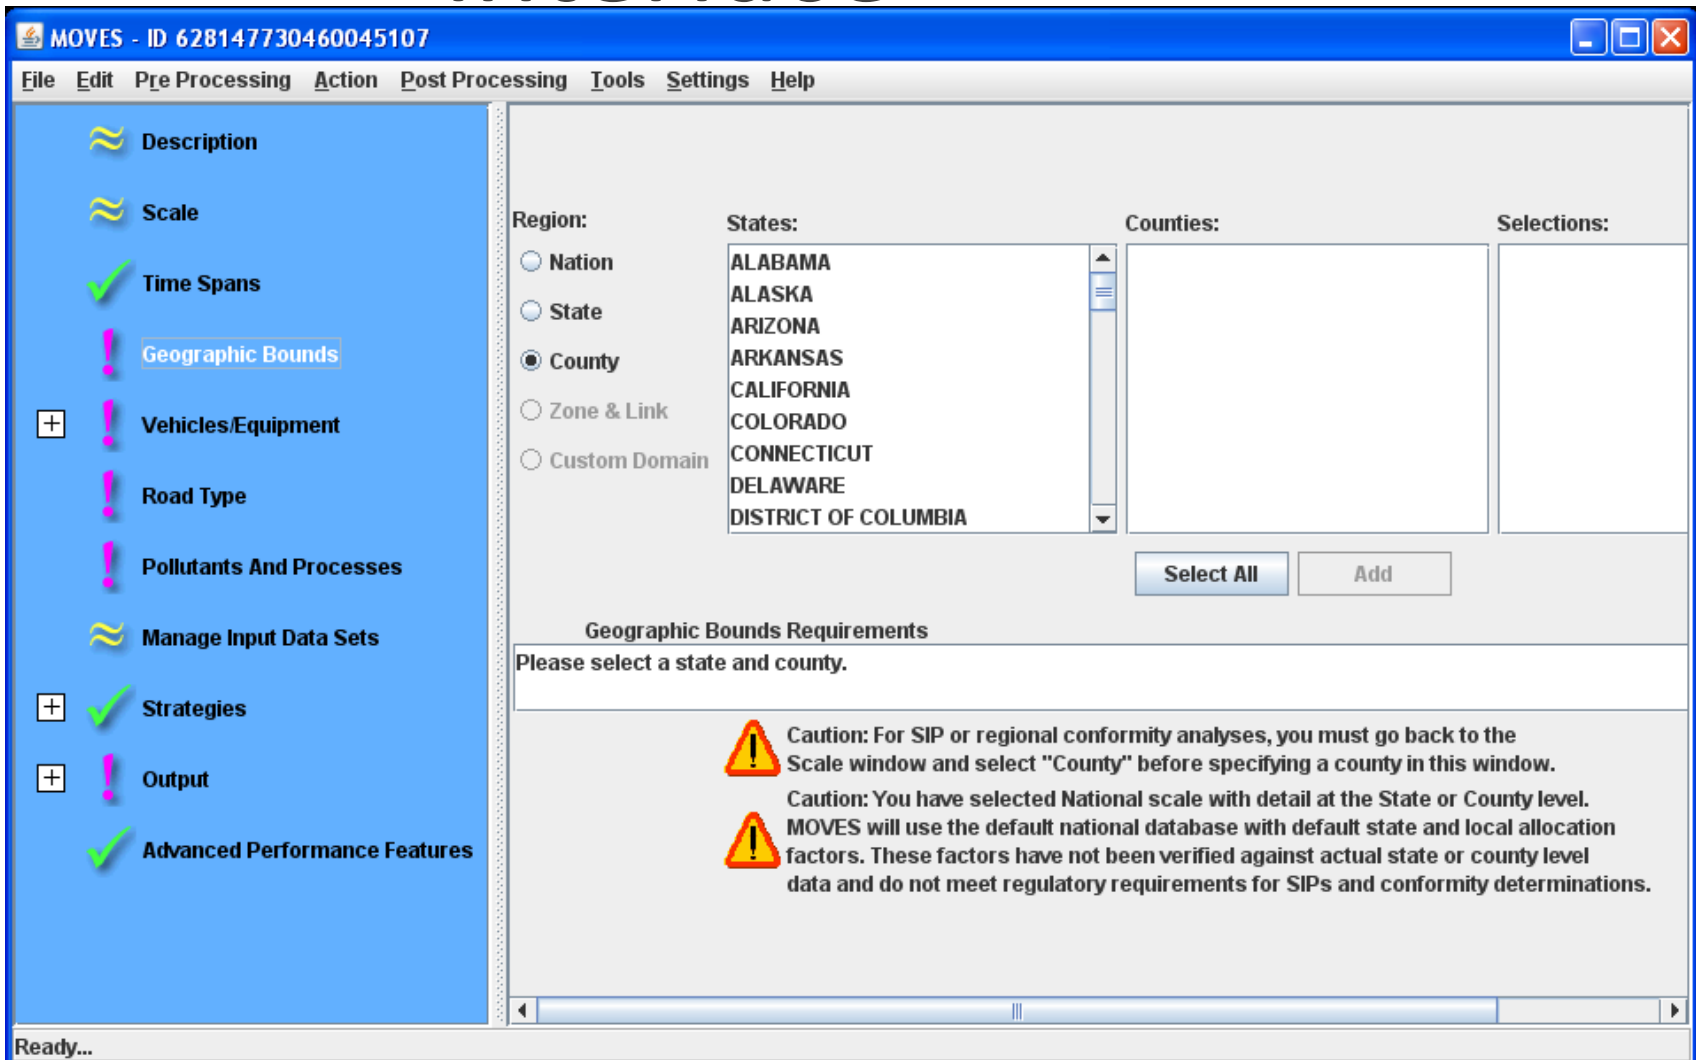 MOVES - ID 628147730460045107
File Edit Pre Processing Action Post Processing Tools Settings Help
Description
Scale
Time Spans
Geographic Bounds
Vehicles/Equipment
Road Type
Pollutants And Processes
Manage Input Data Sets
Strategies
Output
Advanced Performance Features
Region:
Nation
State
County
Zone & Link
Custom Domain
States:
ALABAMA
ALASKA
ARIZONA
ARKANSAS
CALIFORNIA
COLORADO
CONNECTICUT
DELAWARE
DISTRICT OF COLUMBIA
Counties:
Selections:
Select All
Add
Geographic Bounds Requirements
Please select a state and county.
Caution: For SIP or regional conformity analyses, you must go back to the
Scale window and select "County" before specifying a county in this window.
Caution: You have selected National scale with detail at the State or County level.
MOVES will use the default national database with default state and local allocation
factors. These factors have not been verified against actual state or county level
data and do not meet regulatory requirements for SIPs and conformity determinations.
Ready...